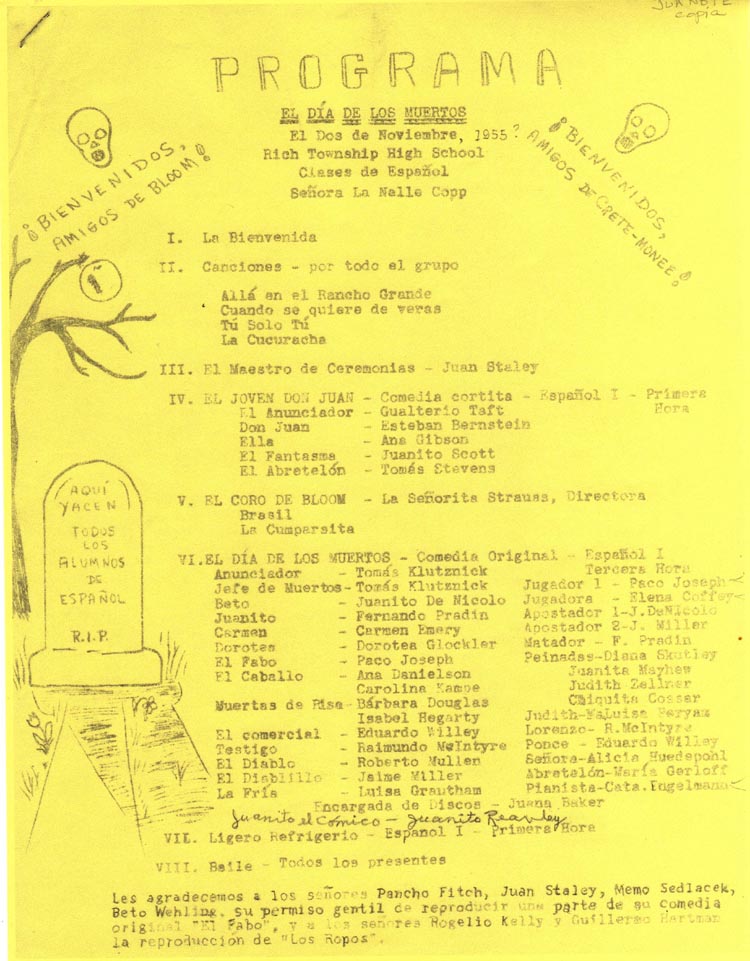 JUANETE
copia
PROGRAMA
EL DÍA DE LOS MUERTOS
El Dos de Noviembre, 1955?
Rich Township High School
Clases de Español
Señora La Nelle Copp
¡BIENVENIDOS,
AMIGOS DE BLOOM!
¡BIENVENIDOS,
AMIGOS DE CRETE-MONEE!
I. La Bienvenida
II. Canciones - por todo el grupo
Allá en el Rancho Grande
Cuando se quiere de veras
Tú Solo Tú
La Cucuracha
III. El Maestro de Ceremonias - Juan Staley
IV. EL JOVEN DON JUAN - Comedia cortita - Español I - Primera
Hora
El Anunciador - Gualterio Taft
Don Juan - Esteban Bernstein
Ella - Ana Gibson
El Fantasma - Juanito Scott
El Abretelón - Tomás Stevens
V. EL CORO DE BLOOM - La Señorita Strauss, Directora
Brasil
La Cumparsita
AQUÍ
YACEN
TODOS
LOS
ALUMNOS
DE
ESPAÑOL
R.I.P.
VI. EL DÍA DE LOS MUERTOS - Comedia Original - Español I
Tercera Hora
Anunciador - Tomás Klutznick
Jefe de Muertos - Tomás Klutznick
Beto - Juanito De Nicolo
Juanito - Fernando Pradin
Carmen - Carmen Emery
Dorotea - Dorotea Glockler
El Fabo - Paco Joseph
El Caballo - Ana Danielson
Carolina Kampe
Muertas de Risa - Bárbara Douglas
Isabel Hegarty
El comercial - Eduardo Willey
Testigo - Raimundo McIntyre
El Diablo - Roberto Mullen
El Diablillo - Jaime Miller
La Fría - Luisa Grautham
Jugador 1 - Paco Joseph
Jugadora - Elena Coffey
Apostador 1-J.DeNicolo
Apostador 2-J. Miller
Matador - F. Pradin
Peinadas-Diana Skutley
Juanita Mayhew
Judith Zellner
Chiquita Cosser
Judith-MaLuisa
Lorenzo- R.McIntyre
Ponce - Eduardo Willey
Señora-Alicia Huedepohl
Abretelón-María Gerloff
Pianista-Cata.Engelmann
Encargada de Discos - Juana Baker
Juanito el Cómico - Juanito Reavley
VII. Ligero Refrigerio - Español I - Primera Hora
VIII. Baile - Todos los presentes
Les agradecemos a los señores Pancho Fitch, Juan Staley, Memo Sedlacek,
Beto Wehling, su permiso gentil de reproducir una parte de su comedia
original "El Fabo", y a los señores Rogelio Kelly y Guillermo Hartman
la reproducción de "Los Ropos".